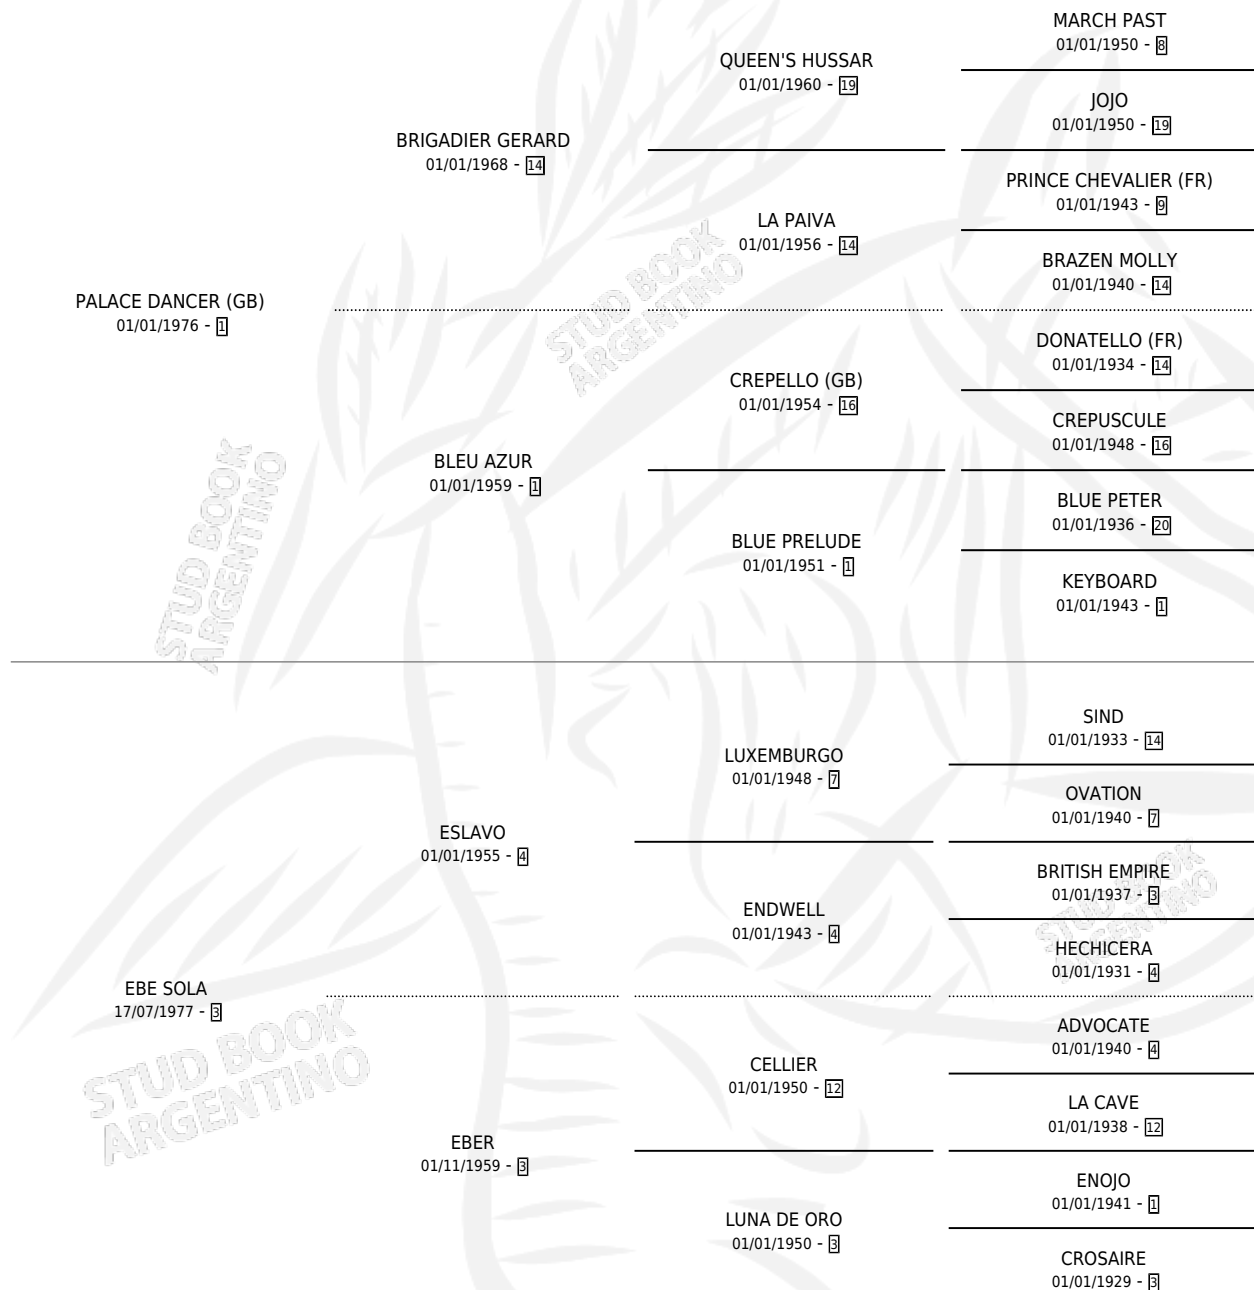 MARCH PAST
01/01/1950 - 8
QUEEN'S HUSSAR
01/01/1960 - 19
JOJO
01/01/1950 - 19
BRIGADIER GERARD
01/01/1968 - 14
PRINCE CHEVALIER (FR)
01/01/1943 - 9
LA PAIVA
01/01/1956 - 14
BRAZEN MOLLY
01/01/1940 - 14
PALACE DANCER (GB)
01/01/1976 - 1
DONATELLO (FR)
01/01/1934 - 14
CREPELLO (GB)
01/01/1954 - 16
CREPUSCULE
01/01/1948 - 16
BLEU AZUR
01/01/1959 - 1
BLUE PETER
01/01/1936 - 20
BLUE PRELUDE
01/01/1951 - 1
KEYBOARD
01/01/1943 - 1
SIND
01/01/1933 - 14
LUXEMBURGO
01/01/1948 - 7
OVATION
01/01/1940 - 7
ESLAVO
01/01/1955 - 4
BRITISH EMPIRE
01/01/1937 - 3
ENDWELL
01/01/1943 - 4
HECHICERA
01/01/1931 - 4
EBE SOLA
17/07/1977 - 3
ADVOCATE
01/01/1940 - 4
CELLIER
01/01/1950 - 12
LA CAVE
01/01/1938 - 12
EBER
01/11/1959 - 3
ENOJO
01/01/1941 - 1
LUNA DE ORO
01/01/1950 - 3
CROSAIRE
01/01/1929 - 3
STUD BOOK
ARGENTINO
STUD BOOK
ARGENTINO
STUD BOOK
ARGENTINO
STUD BOOK
ARGENTINO